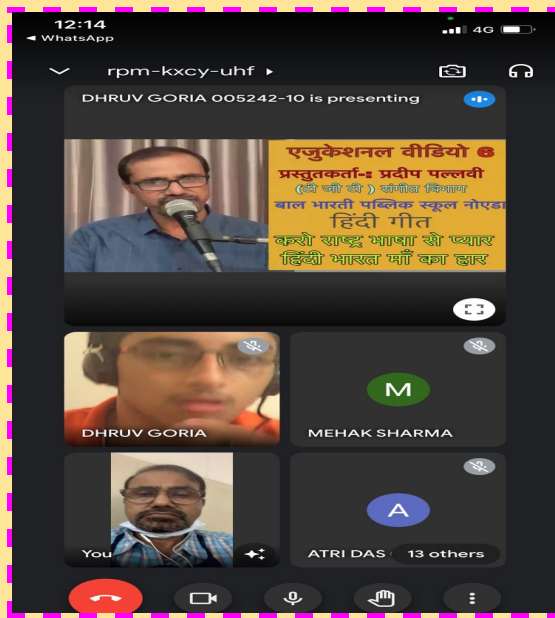 12:14
4G
◄ WhatsApp
rpm-kxcy-uhf ▸
DHRUV GORIA 005242-10 is presenting
एजुकेशनल वीडियो 6
प्रस्तुतकर्ता-: प्रदीप पल्लवी
(टी जी टी ) संगीत विभाग
बाल भारती पब्लिक स्कूल नोएडा
हिंदी गीत
करो राष्ट्र भाषा से प्यार
हिंदी भारत माँ का हार
DHRUV GORIA
MEHAK SHARMA
M
You
A
ATRI DAS
13 others